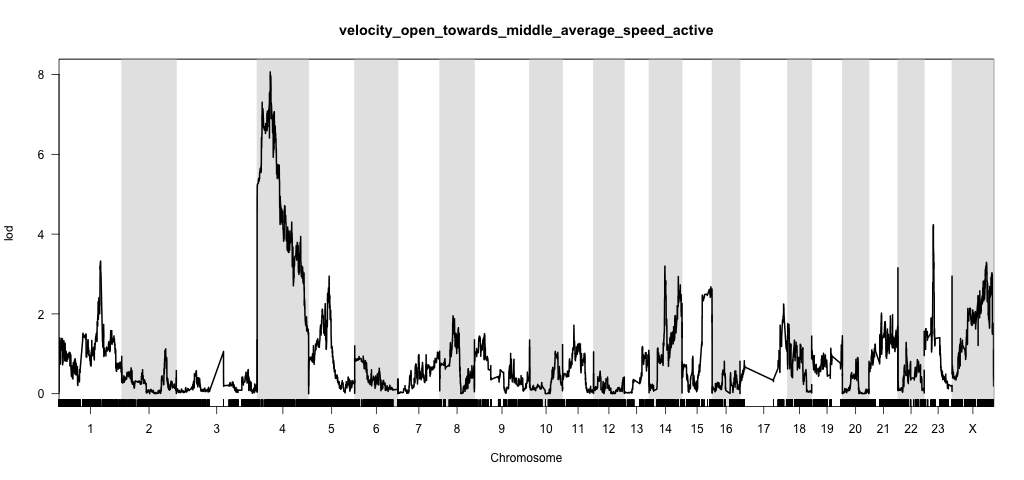 velocity_open_towards_middle_average_speed_active
8
6
4
2
0
lod
1 2 3 4 5 6 7 8 9 10 11 12 13 14 15 16 17 18 19 20 21 22 23 X
Chromosome